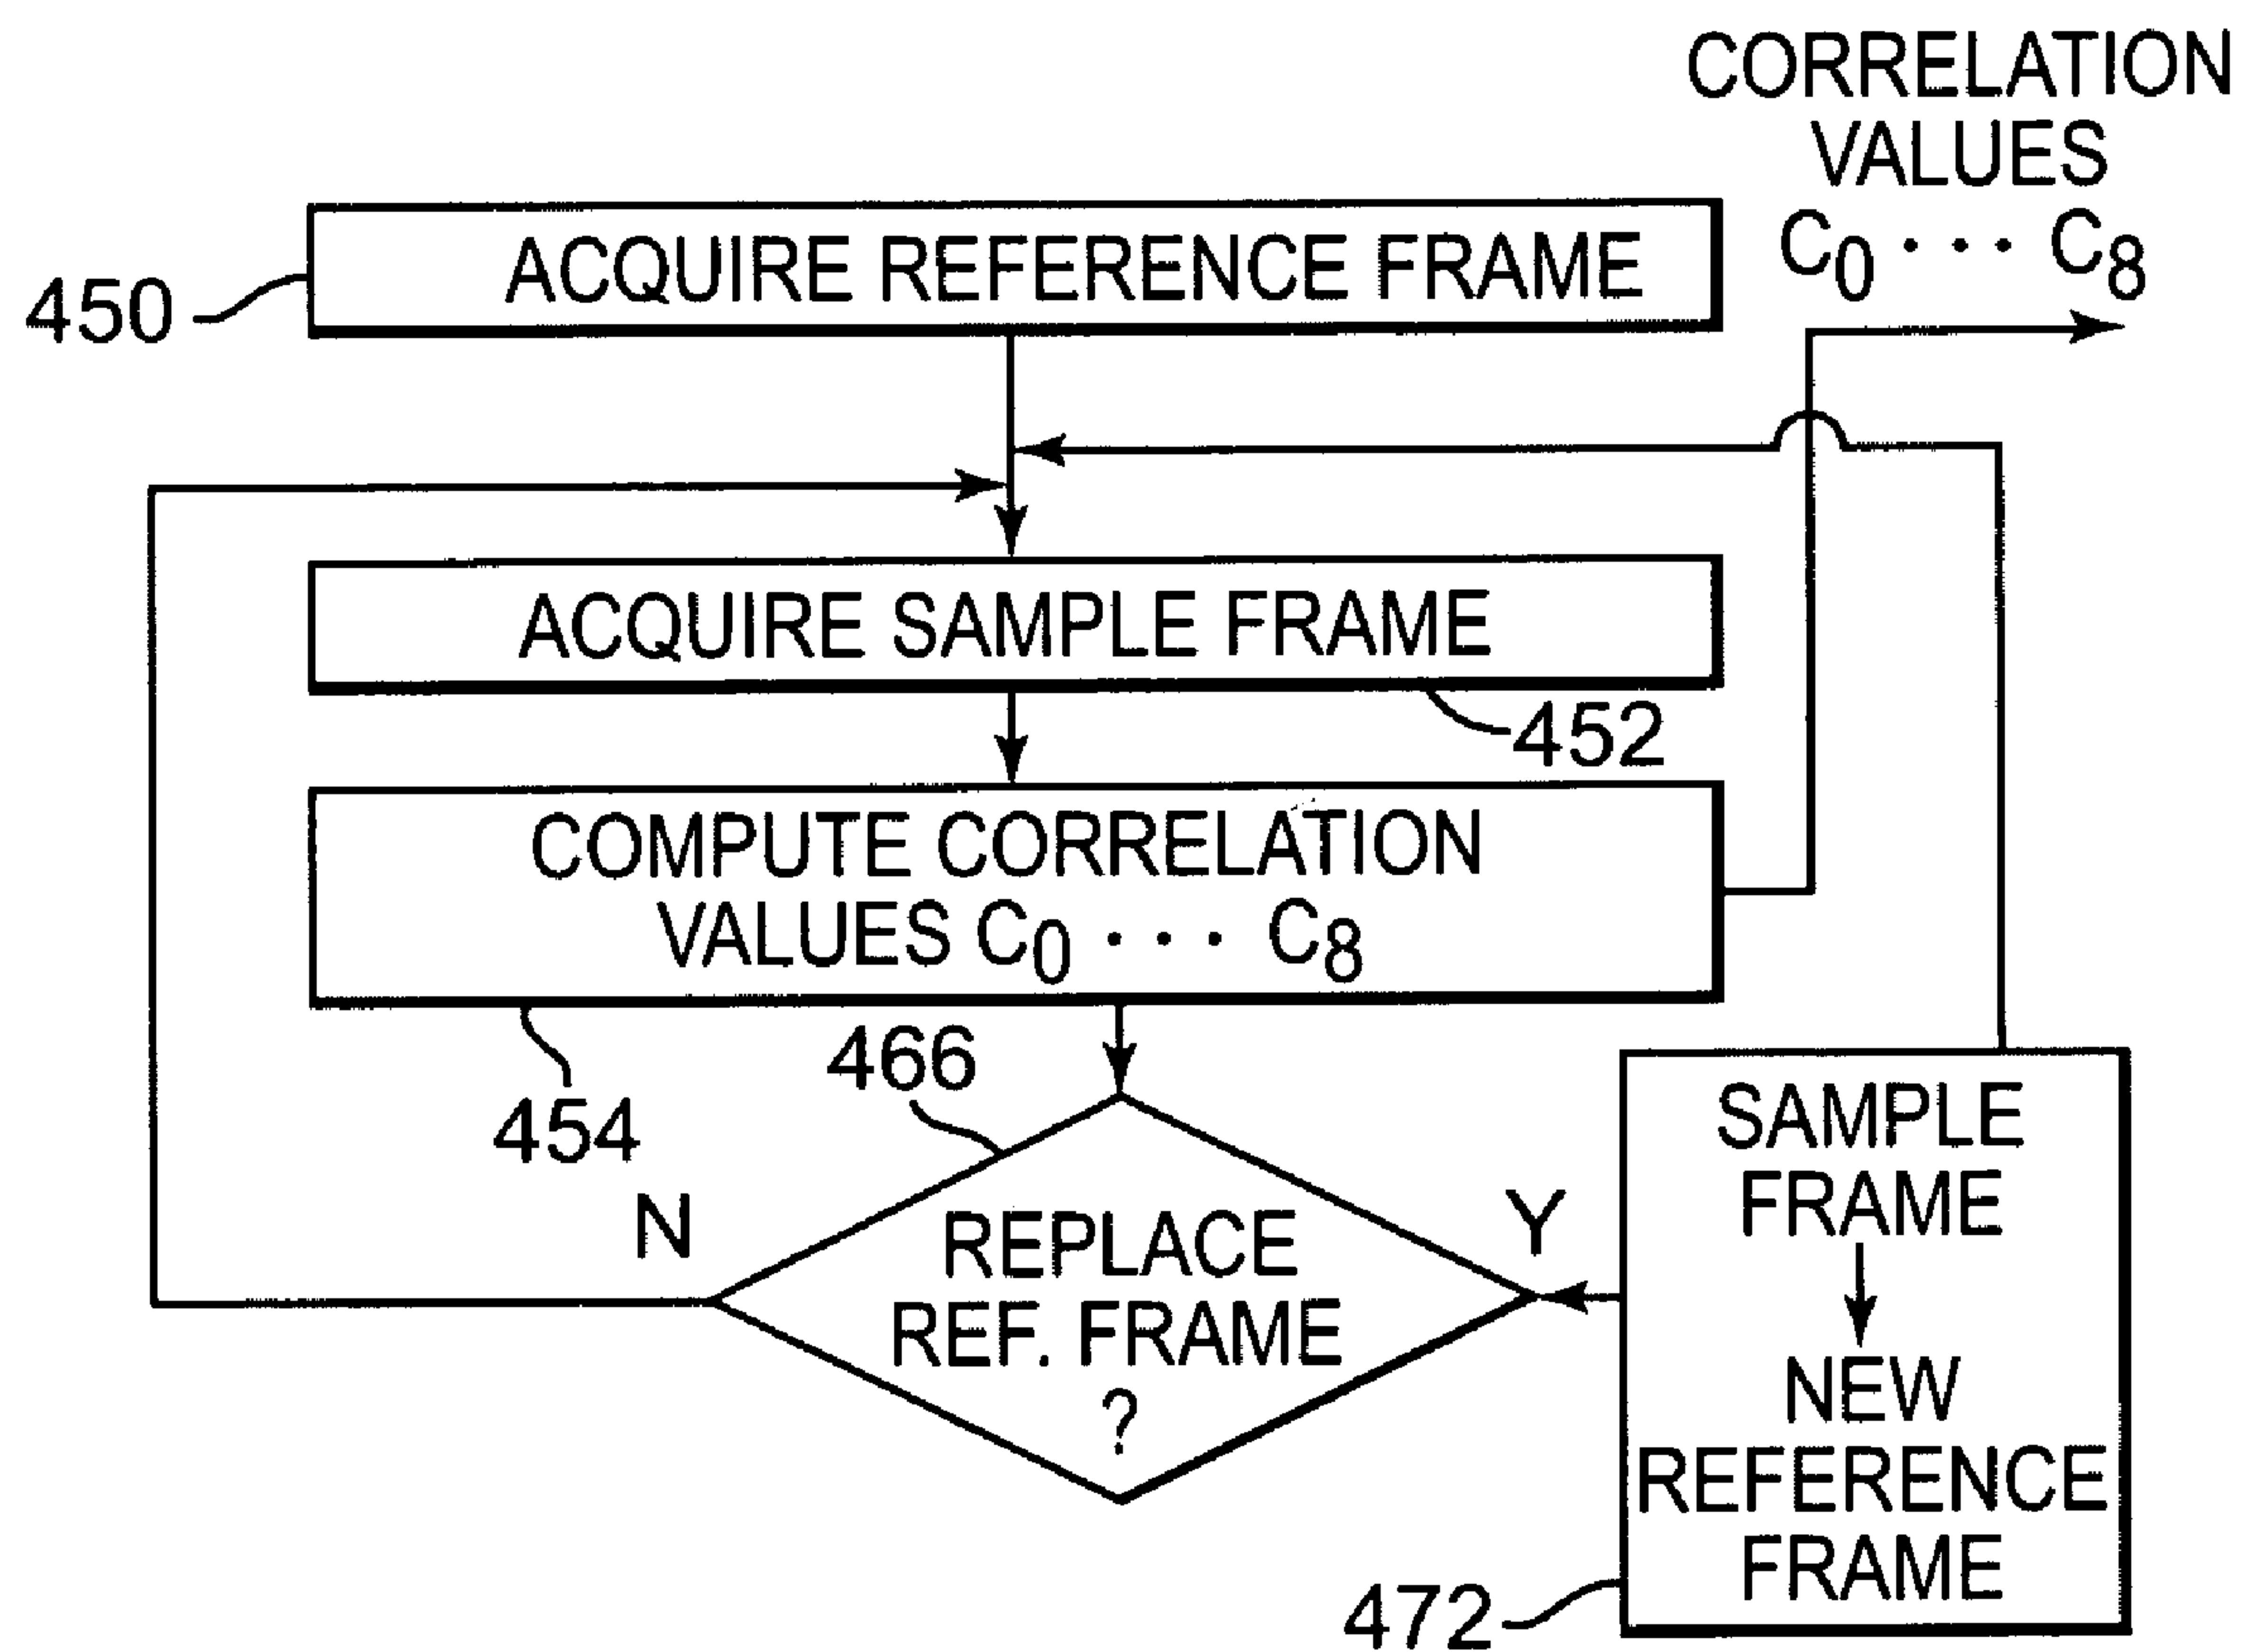 CORRELATION
VALUES
C0 · · · C8
ACQUIRE REFERENCE FRAME
450
ACQUIRE SAMPLE FRAME
452
COMPUTE CORRELATION
VALUES C0 · · · C8
454
466
N
REPLACE
REF. FRAME
?
Y
SAMPLE
FRAME
NEW
REFERENCE
FRAME
472